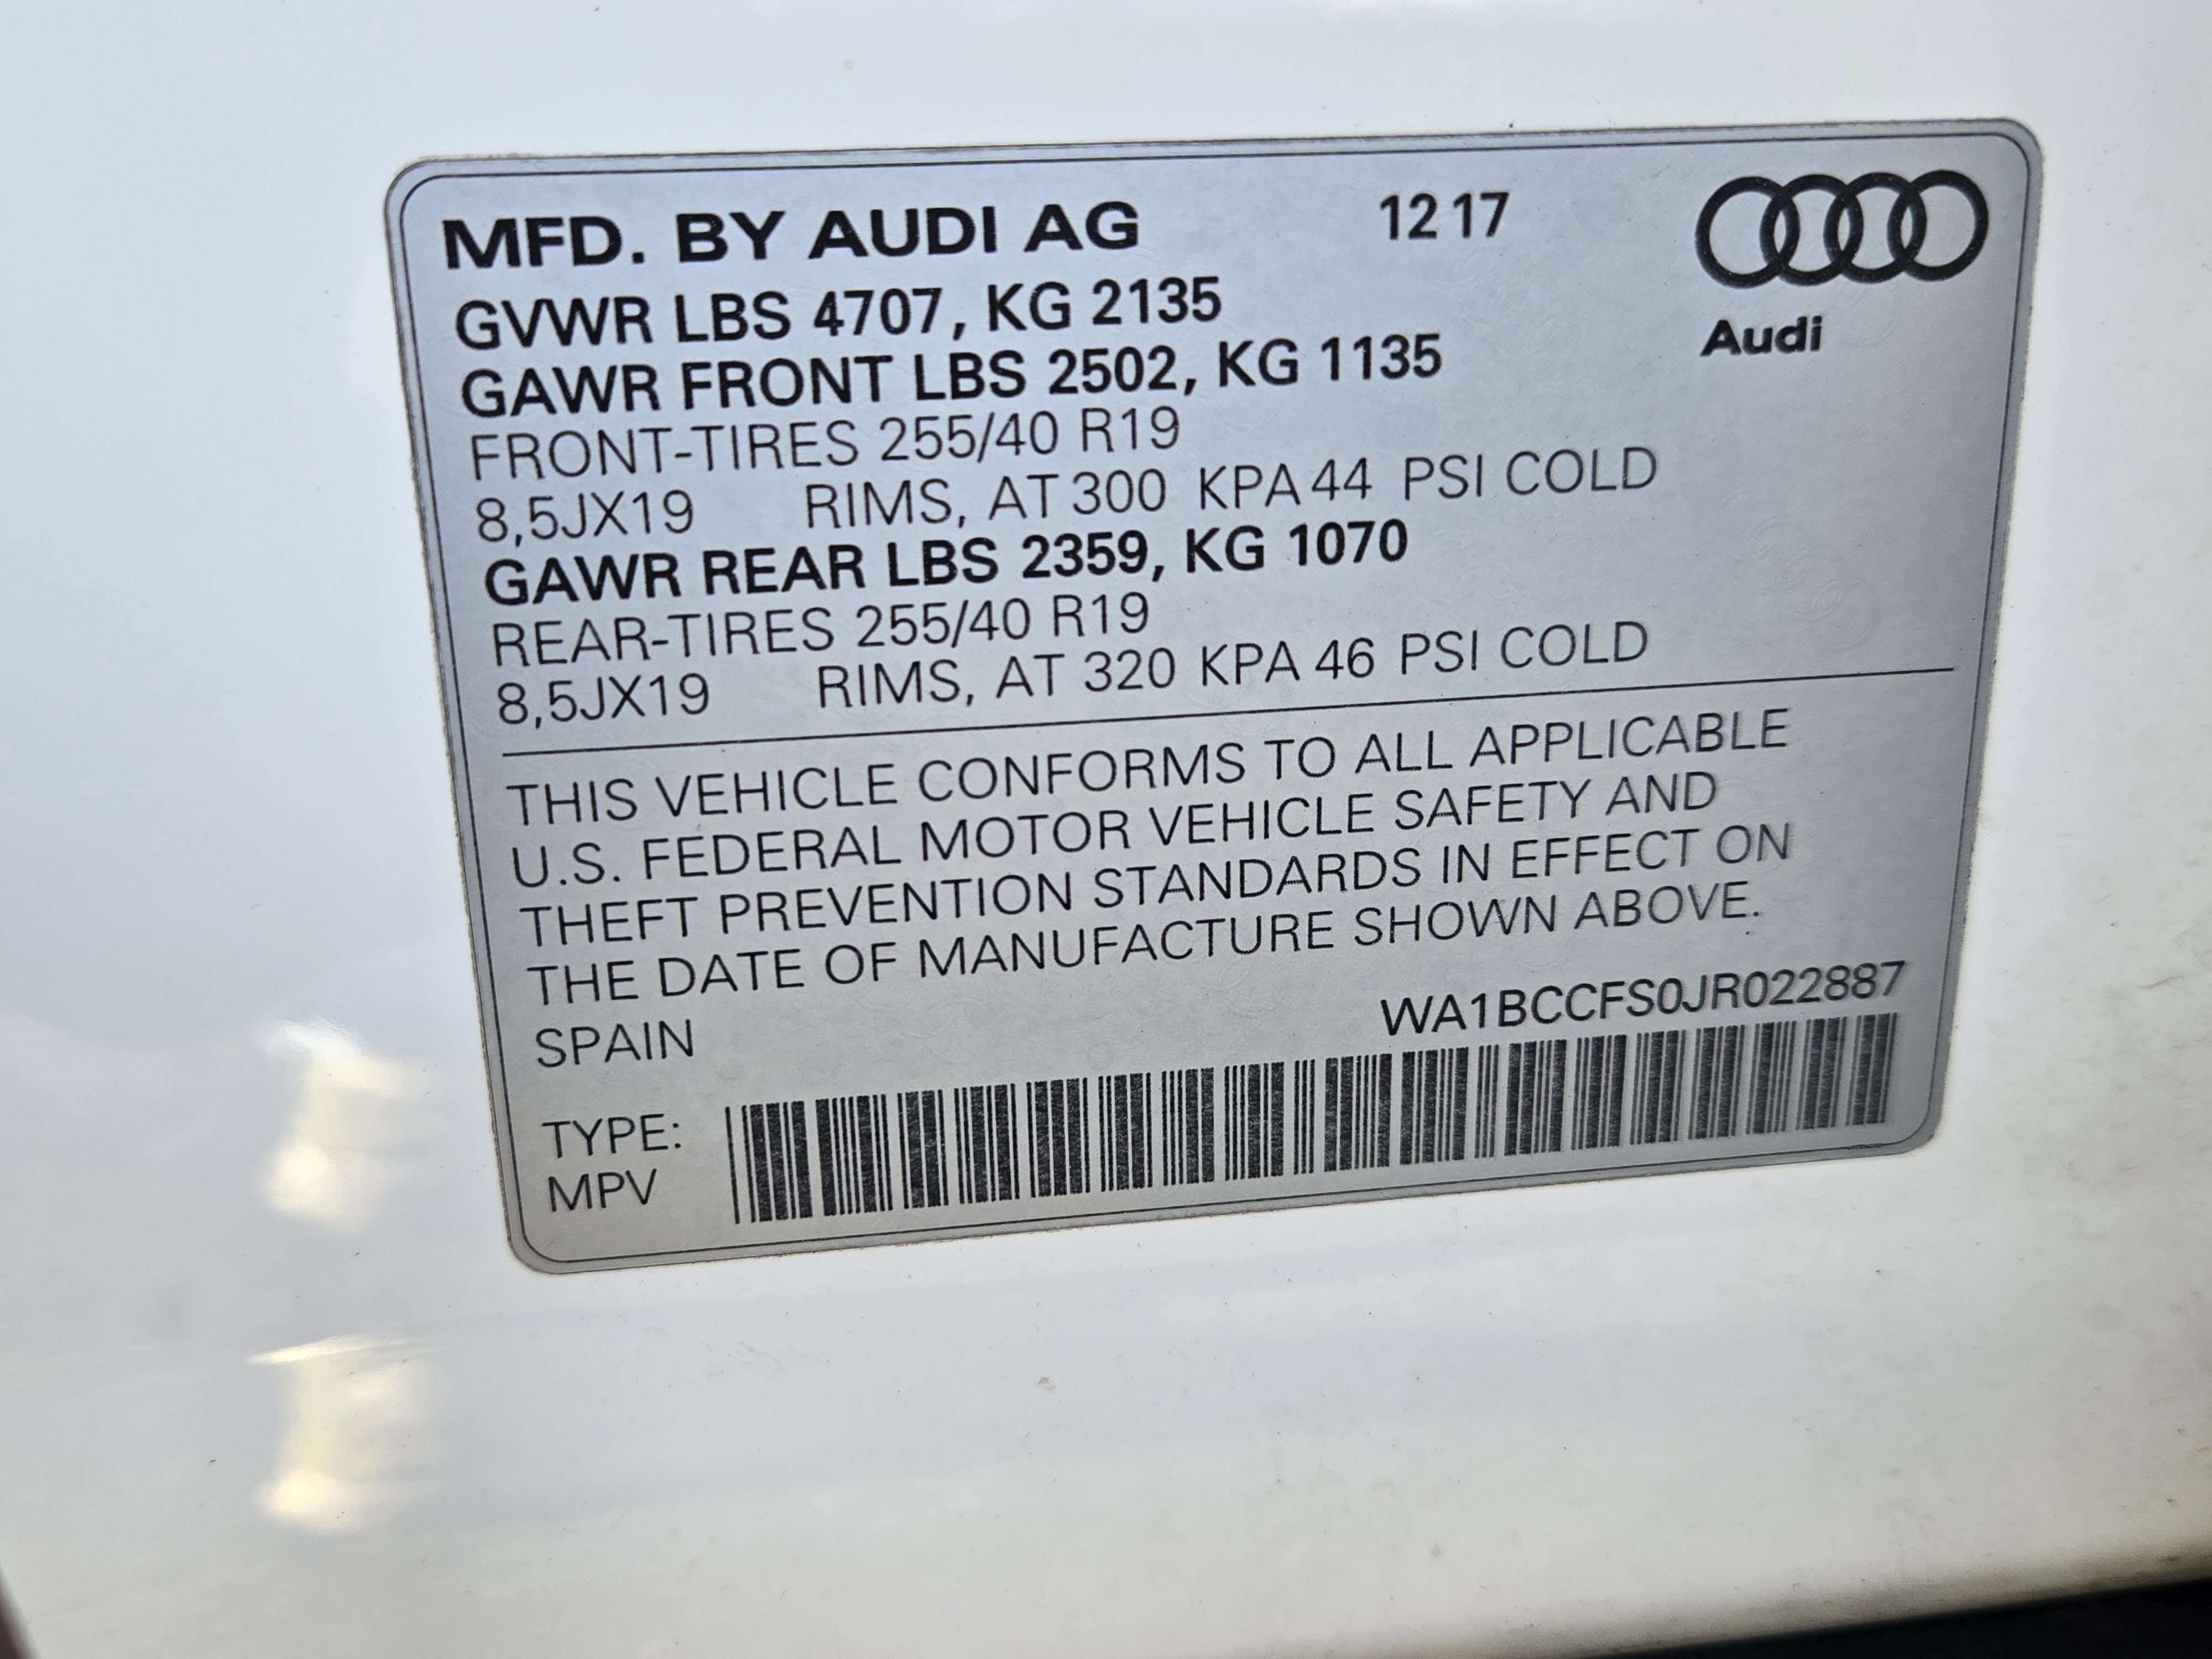 MFD. BY AUDI AG 12 17
GVWR LBS 4707, KG 2135
Audi
GAWR FRONT LBS 2502, KG 1135
FRONT-TIRES 255/40 R19
8,5JX19 RIMS, AT 300 KPA 44 PSI COLD
GAWR REAR LBS 2359, KG 1070
REAR-TIRES 255/40 R19
8,5JX19 RIMS, AT 320 KPA 46 PSI COLD
THIS VEHICLE CONFORMS TO ALL APPLICABLE
U.S. FEDERAL MOTOR VEHICLE SAFETY AND
THEFT PREVENTION STANDARDS IN EFFECT ON
THE DATE OF MANUFACTURE SHOWN ABOVE.
SPAIN WA1BCCFS0JR022887
TYPE:
MPV